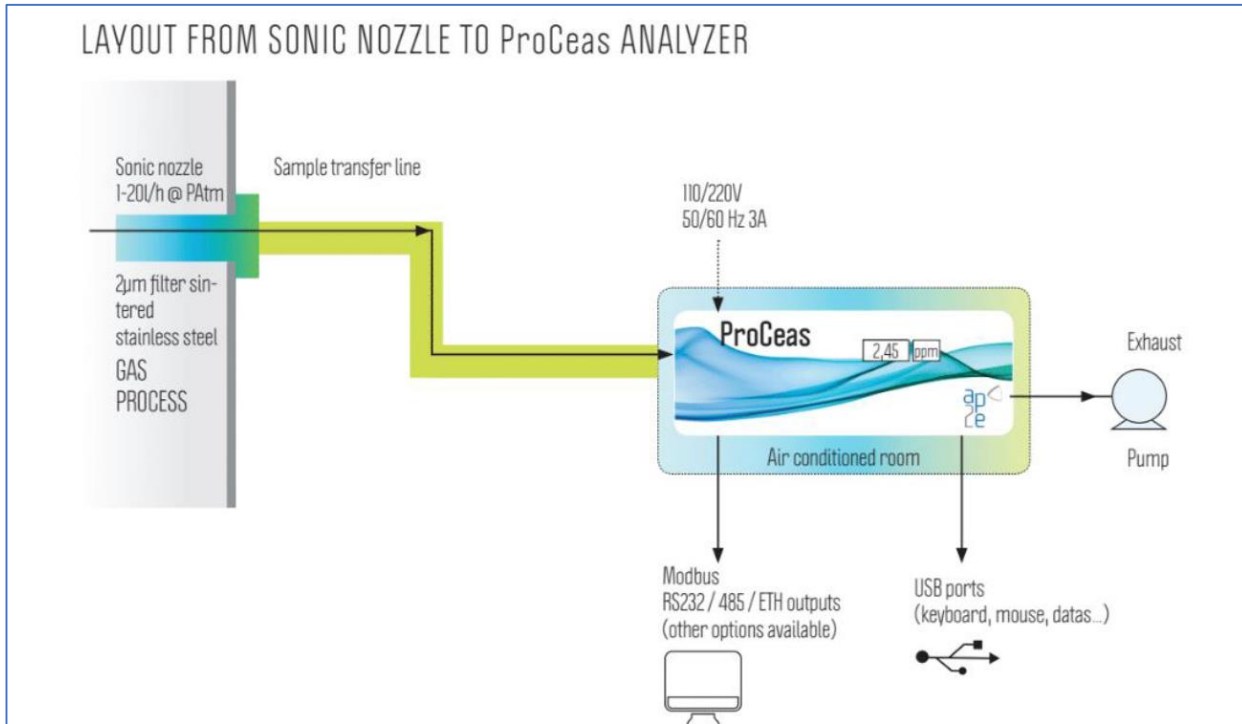 LAYOUT FROM SONIC NOZZLE TO ProCeas ANALYZER
Sonic nozzle
1-20l/h @ PAtm
Sample transfer line
110/220V
50/60 Hz 3A
2µm filter sin-
tered
stainless steel
GAS
PROCESS
ProCeas
2,45 ppm
ap2e
Air conditioned room
Exhaust
Pump
Modbus
RS232 / 485 / ETH outputs
(other options available)
USB ports
(keyboard, mouse, datas...)